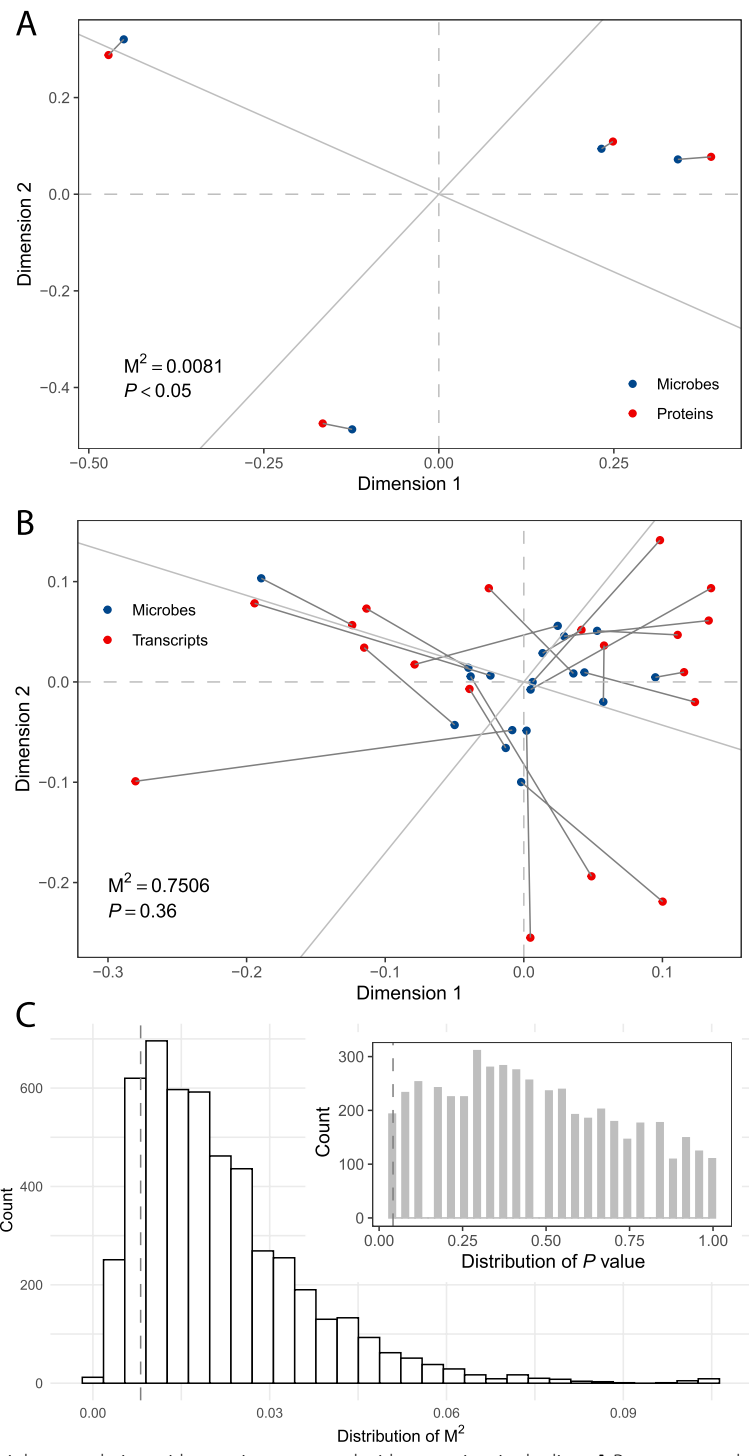 A
Dimension 2
0.2
0.0
−0.2
−0.4
M2 = 0.0081
P < 0.05
Microbes
Proteins
−0.50
−0.25
0.00
0.25
Dimension 1
B
Dimension 2
0.1
0.0
−0.1
−0.2
Microbes
Transcripts
M2 = 0.7506
P = 0.36
−0.3
−0.2
−0.1
0.0
0.1
Dimension 1
C
Count
600
400
200
0
0.00
0.03
0.06
0.09
Distribution of M2
Count
300
200
100
0
0.00
0.25
0.50
0.75
1.00
Distribution of P value